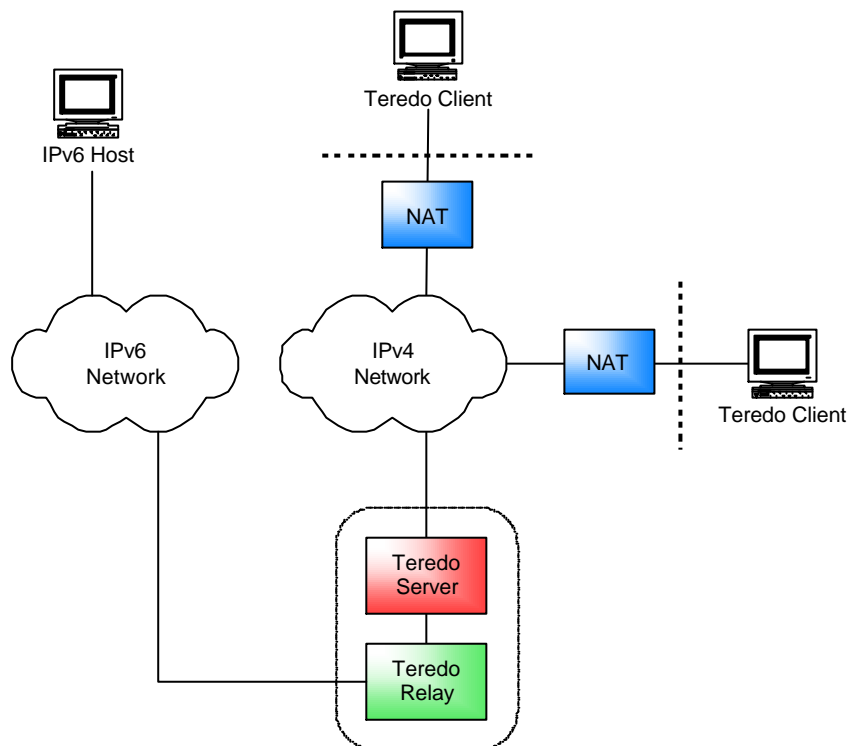 Teredo Client
IPv6 Host
NAT
IPv6
Network
IPv4
Network
NAT
Teredo Client
Teredo
Server
Teredo
Relay